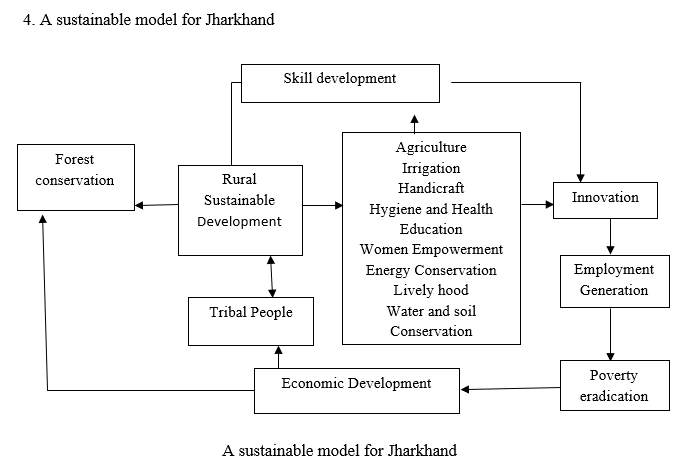 4. A sustainable model for Jharkhand
Skill development
Forest
conservation
Rural
Sustainable
Development
Agriculture
Irrigation
Handicraft
Hygiene and Health
Education
Women Empowerment
Energy Conservation
Lively hood
Water and soil
Conservation
Innovation
Employment
Generation
Tribal People
Economic Development
Poverty
eradication
A sustainable model for Jharkhand